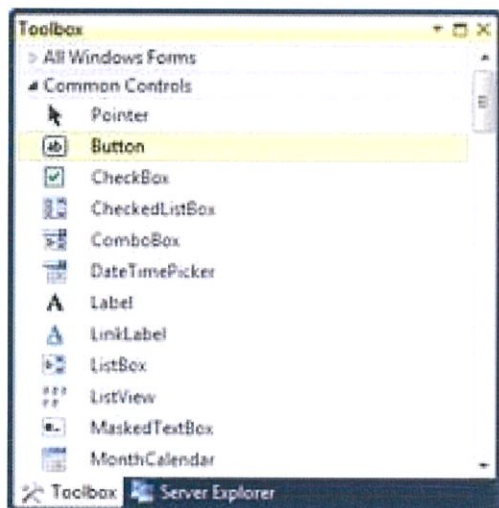 Toolbox
All Windows Forms
Common Controls
Pointer
ab Button
CheckBox
CheckedListBox
ComboBox
DateTimePicker
A Label
A LinkLabel
ListBox
ListView
MaskedTextBox
MonthCalendar
Toolbox Server Explorer